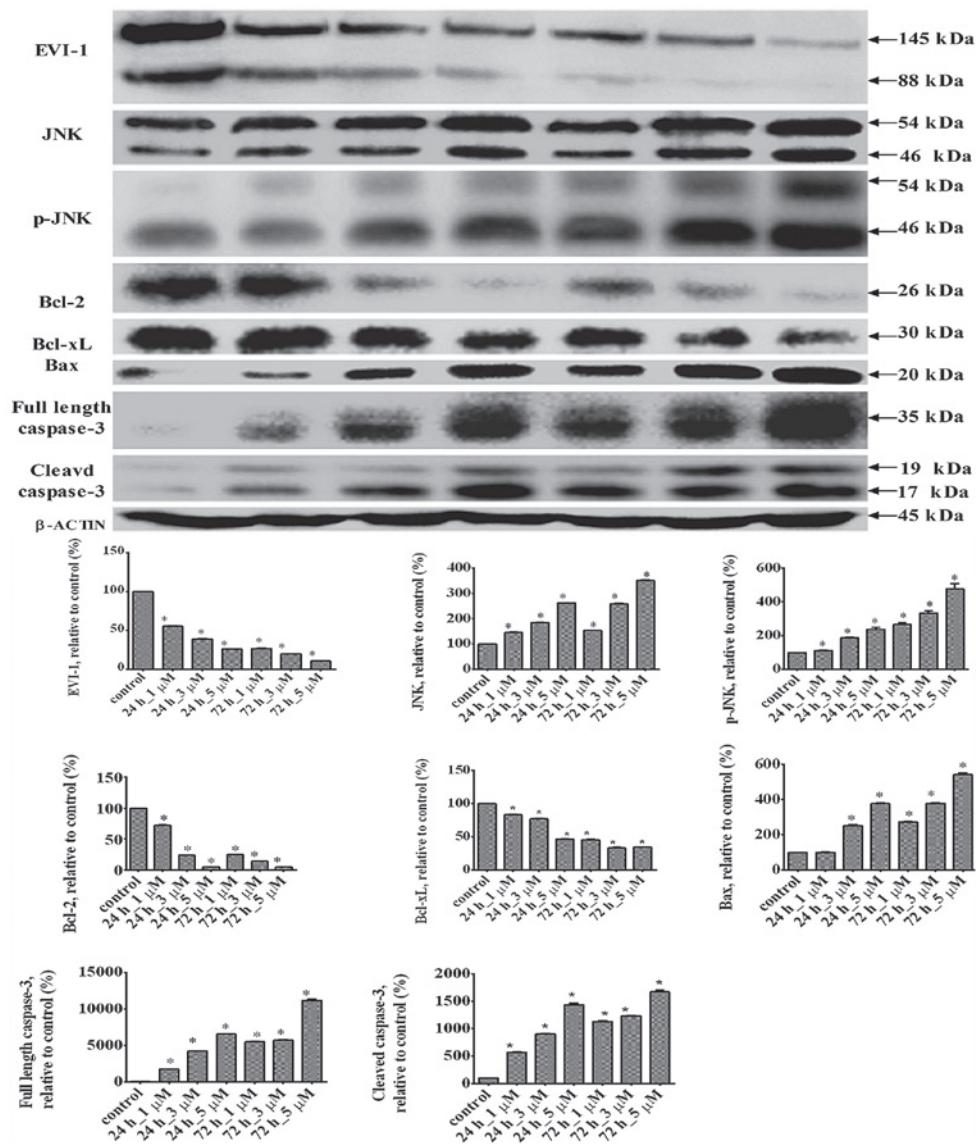 EVI-1
145 kDa
88 kDa
JNK
54 kDa
46 kDa
p-JNK
54 kDa
46 kDa
Bcl-2
26 kDa
Bcl-xL
30 kDa
Bax
20 kDa
Full length
caspase-3
35 kDa
Cleavd
caspase-3
19 kDa
17 kDa
β-ACTIN
45 kDa
EVI-1, relative to control (%)
150
100
50
0
* * * * * *
control
24 h_1 μM
24 h_3 μM
24 h_5 μM
72 h_1 μM
72 h_3 μM
72 h_5 μM
JNK, relative to control (%)
400
300
200
100
0
* * * * * *
control
24 h_1 μM
24 h_3 μM
24 h_5 μM
72 h_1 μM
72 h_3 μM
72 h_5 μM
p-JNK, relative to control (%)
600
400
200
0
* * * * * *
control
24 h_1 μM
24 h_3 μM
24 h_5 μM
72 h_1 μM
72 h_3 μM
72 h_5 μM
Bcl-2, relative to control (%)
150
100
50
0
* * * * * *
control
24 h_1 μM
24 h_3 μM
24 h_5 μM
72 h_1 μM
72 h_3 μM
72 h_5 μM
Bcl-xL, relative to control (%)
150
100
50
0
* * * * * *
control
24 h_1 μM
24 h_3 μM
24 h_5 μM
72 h_1 μM
72 h_3 μM
72 h_5 μM
Bax, relative to control (%)
600
400
200
0
* * * * *
control
24 h_1 μM
24 h_3 μM
24 h_5 μM
72 h_1 μM
72 h_3 μM
72 h_5 μM
Full length caspase-3,
relative to control (%)
15000
10000
5000
0
* * * * * *
control
24 h_1 μM
24 h_3 μM
24 h_5 μM
72 h_1 μM
72 h_3 μM
72 h_5 μM
Cleaved caspase-3,
relative to control (%)
2000
1500
1000
500
0
* * * * * *
control
24 h_1 μM
24 h_3 μM
24 h_5 μM
72 h_1 μM
72 h_3 μM
72 h_5 μM